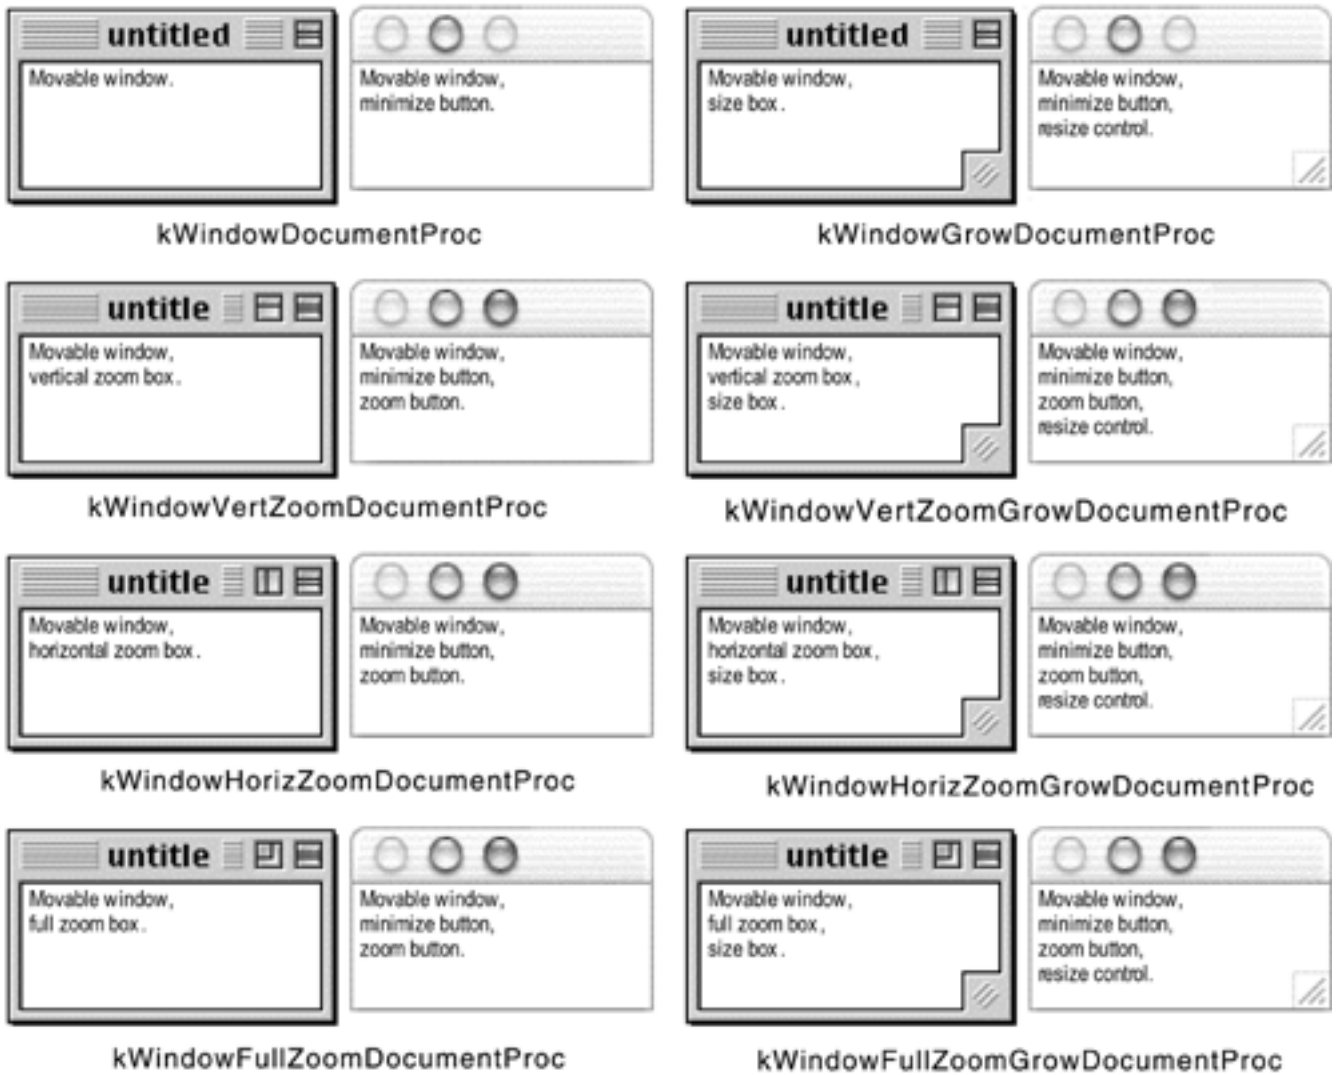 untitled
Movable window.
Movable window,
minimize button.
kWindowDocumentProc
untitled
Movable window,
size box.
Movable window,
minimize button,
resize control.
kWindowGrowDocumentProc
untitle
Movable window,
vertical zoom box.
Movable window,
minimize button,
zoom button.
kWindowVertZoomDocumentProc
untitle
Movable window,
vertical zoom box,
size box.
Movable window,
minimize button,
zoom button,
resize control.
kWindowVertZoomGrowDocumentProc
untitle
Movable window,
horizontal zoom box.
Movable window,
minimize button,
zoom button.
kWindowHorizZoomDocumentProc
untitle
Movable window,
horizontal zoom box,
size box.
Movable window,
minimize button,
zoom button,
resize control.
kWindowHorizZoomGrowDocumentProc
untitle
Movable window,
full zoom box.
Movable window,
minimize button,
zoom button.
kWindowFullZoomDocumentProc
untitle
Movable window,
full zoom box,
size box.
Movable window,
minimize button,
zoom button,
resize control.
kWindowFullZoomGrowDocumentProc